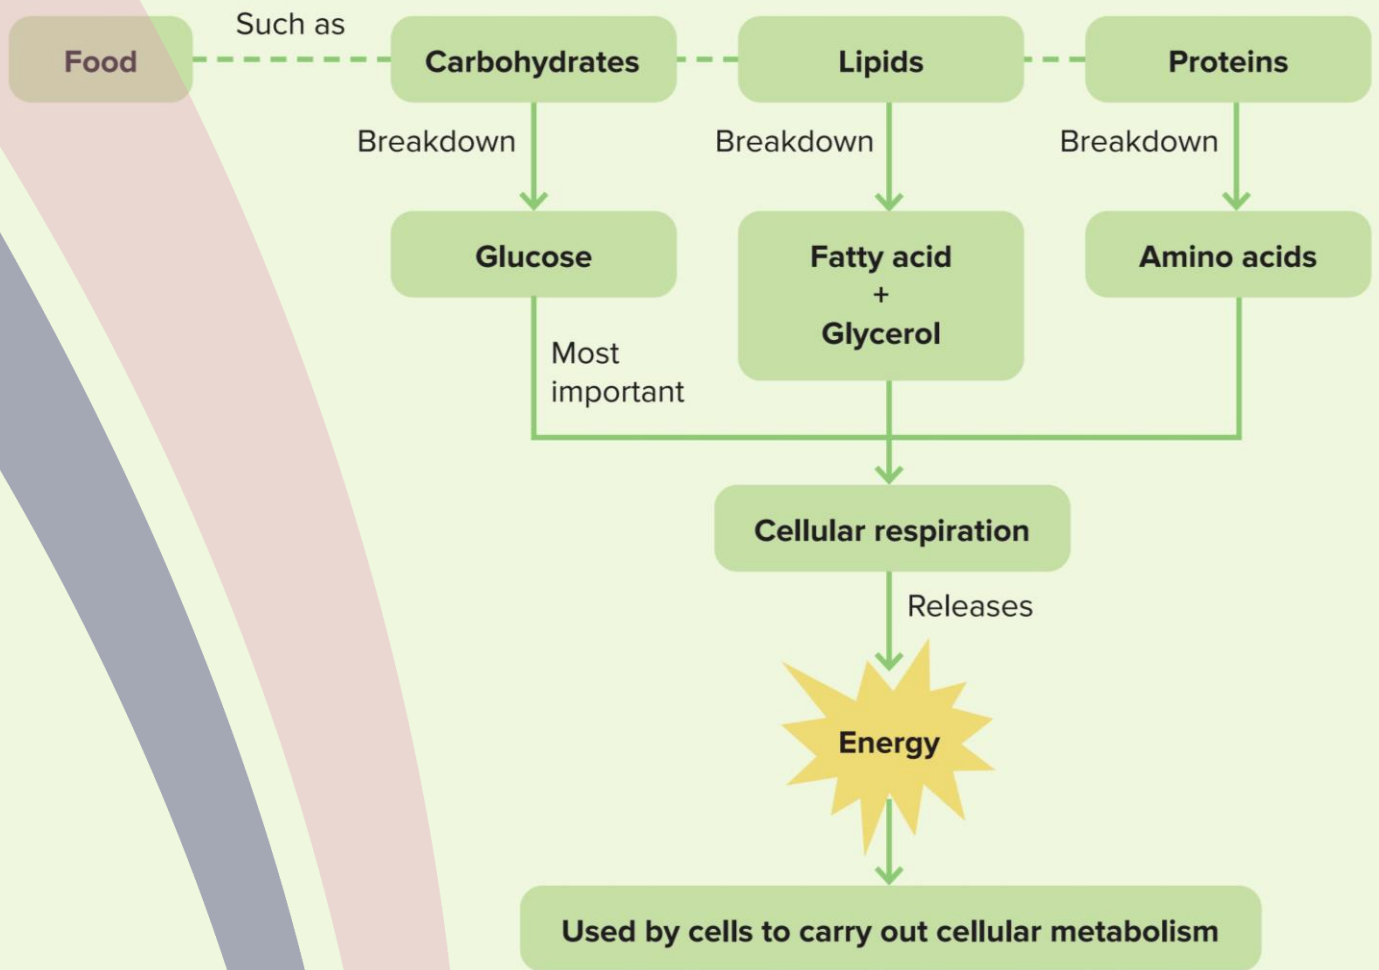 Such as
Food
Carbohydrates
Lipids
Proteins
Breakdown
Breakdown
Breakdown
Glucose
Fatty acid
+
Glycerol
Amino acids
Most
important
Cellular respiration
Releases
Energy
Used by cells to carry out cellular metabolism